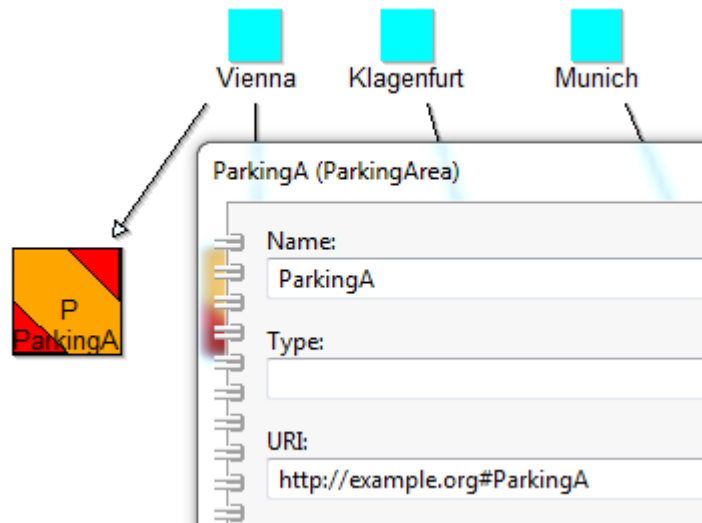 Vienna
Klagenfurt
Munich
ParkingA (ParkingArea)
Name:
ParkingA
P
ParkingA
Type:
URI:
http://example.org#ParkingA